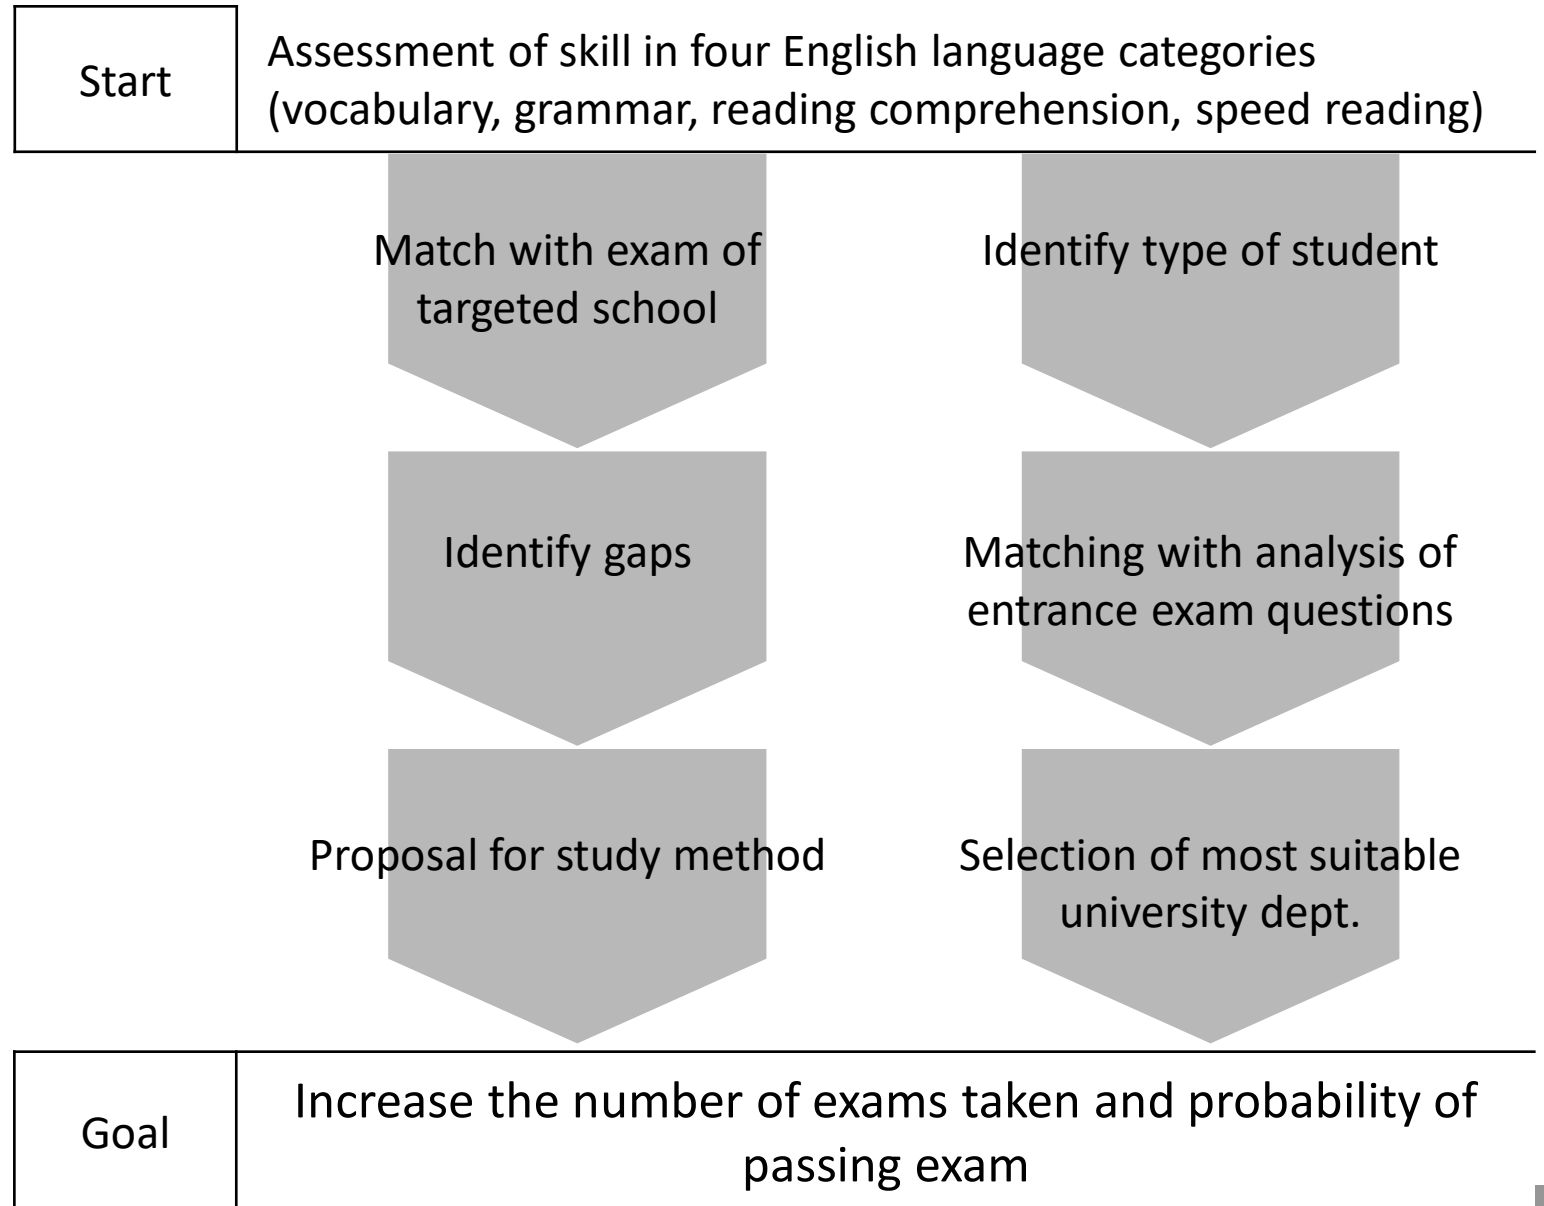 Start
Assessment of skill in four English language categories
(vocabulary, grammar, reading comprehension, speed reading)
Match with exam of
targeted school
Identify gaps
Proposal for study method
Identify type of student
Matching with analysis of
entrance exam questions
Selection of most suitable
university dept.
Goal
Increase the number of exams taken and probability of
passing exam